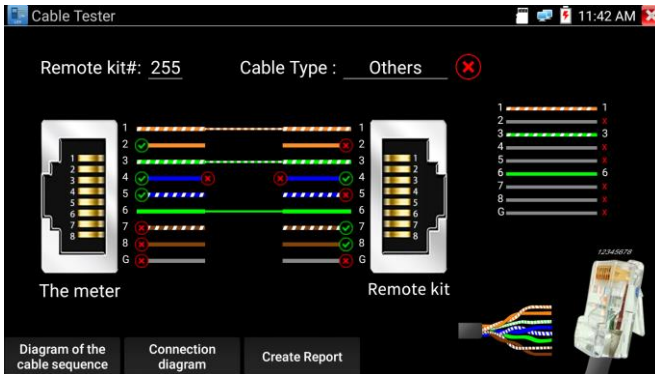 Cable Tester
11:42 AM
Remote kit#: 255
Cable Type : Others
1 1
2 2
3 3
4 4
5 5
6 6
7 7
8 8
G G
1
2
3
4
5
6
7
8
The meter
1
2
3
4
5
6
7
8
Remote kit
1 1
2 x
3 3
4 x
5 x
6 6
7 x
8 x
G x
12345678
Diagram of the
cable sequence
Connection
diagram
Create Report